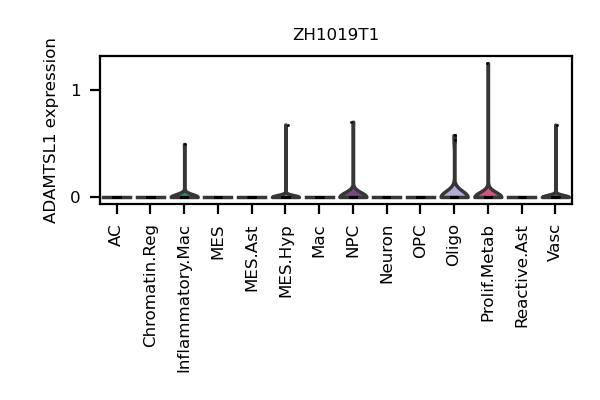 ZH1019T1
ADAMTSL1 expression
1
0
AC
Chromatin.Reg
Inflammatory.Mac
MES
MES.Ast
MES.Hyp
Mac
NPC
Neuron
OPC
Oligo
Prolif.Metab
Reactive.Ast
Vasc